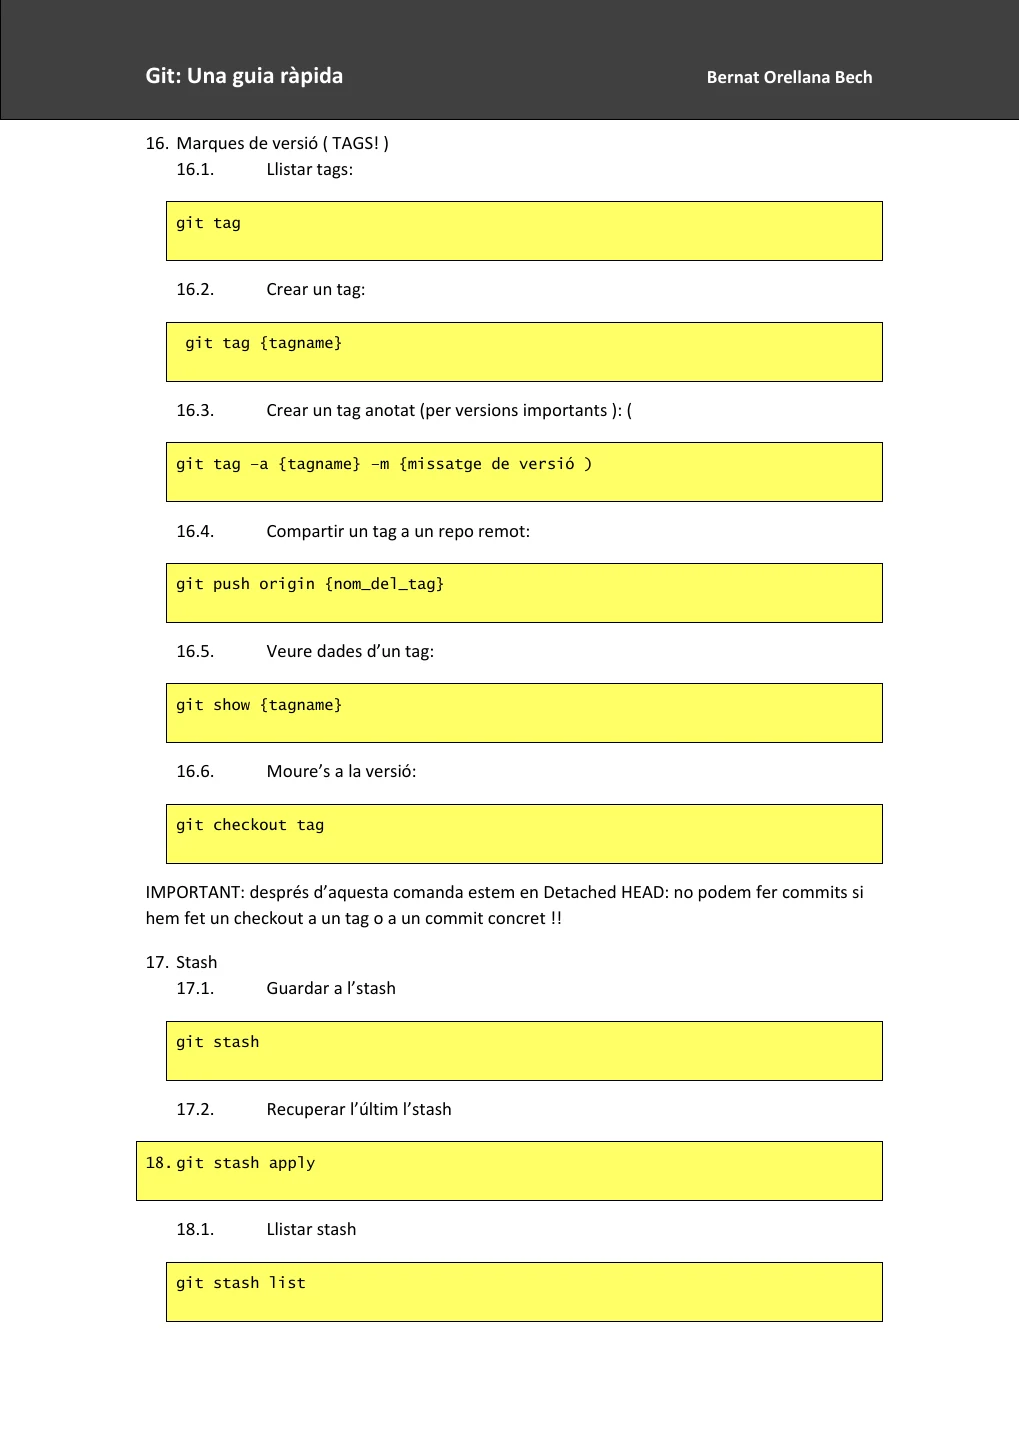 Git: Una guia ràpida Bernat Orellana Bech
16. Marques de versió ( TAGS! )
16.1. Llistar tags:
git tag
16.2. Crear un tag:
git tag {tagname}
16.3. Crear un tag anotat (per versions importants ): (
git tag –a {tagname} –m {missatge de versió )
16.4. Compartir un tag a un repo remot:
git push origin {nom_del_tag}
16.5. Veure dades d’un tag:
git show {tagname}
16.6. Moure’s a la versió:
git checkout tag
IMPORTANT: després d’aquesta comanda estem en Detached HEAD: no podem fer commits si
hem fet un checkout a un tag o a un commit concret !!
17. Stash
17.1. Guardar a l’stash
git stash
17.2. Recuperar l’últim l’stash
18. git stash apply
18.1. Llistar stash
git stash list